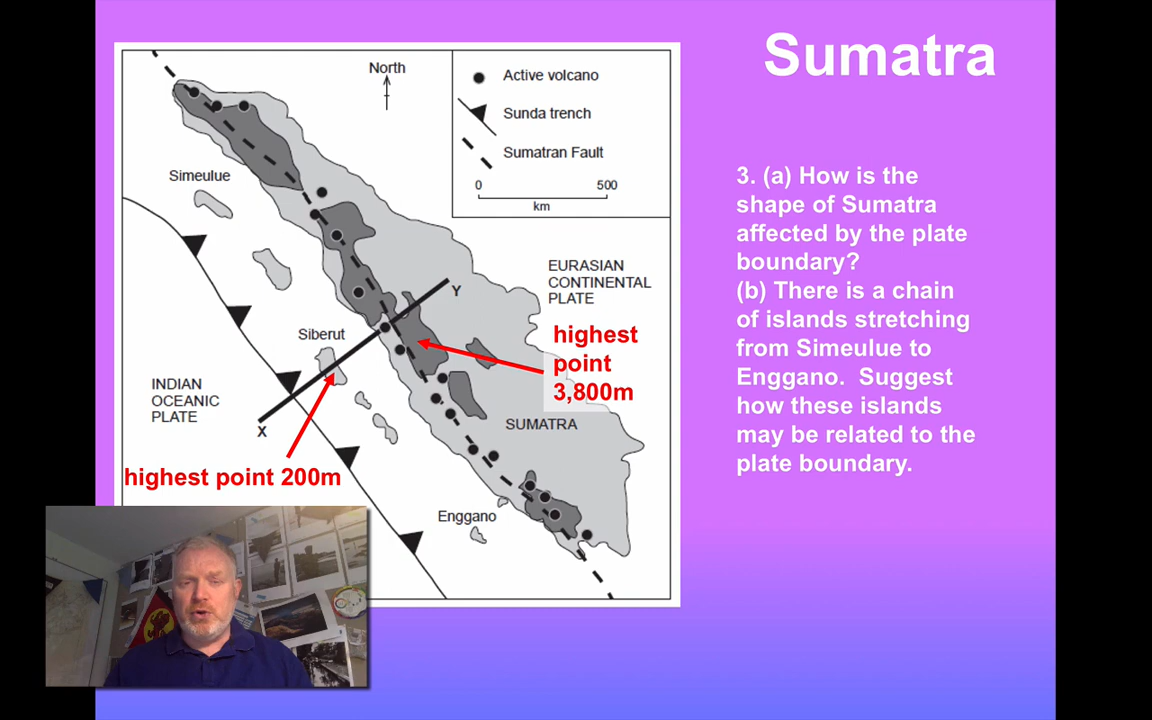 Sumatra
North
Active volcano
Sunda trench
Sumatran Fault
0 500
km
Simeulue
EURASIAN
CONTINENTAL
PLATE
Y
Siberut
highest
point
3,800m
INDIAN
OCEANIC
PLATE
X
SUMATRA
highest point 200m
Enggano
3. (a) How is the
shape of Sumatra
affected by the plate
boundary?
(b) There is a chain
of islands stretching
from Simeulue to
Enggano. Suggest
how these islands
may be related to the
plate boundary.